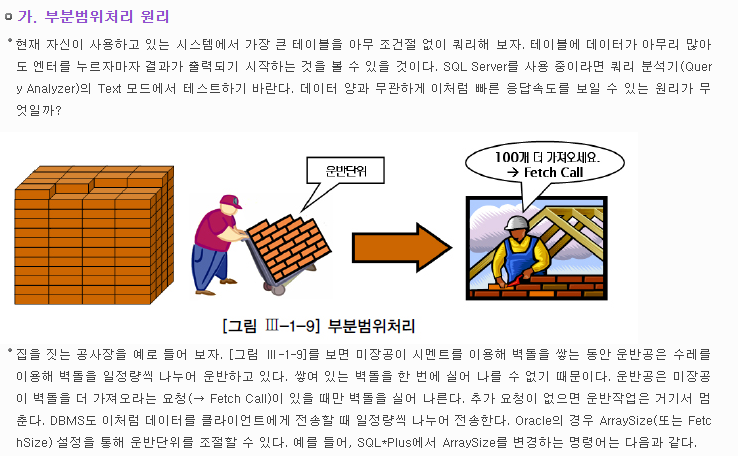 가. 부분범위처리 원리
현재 자신이 사용하고 있는 시스템에서 가장 큰 테이블을 아무 조건절 없이 쿼리해 보자. 테이블에 데이터가 아무리 많아
도 엔터를 누르자마자 결과가 출력되기 시작하는 것을 볼 수 있을 것이다. SQL Server를 사용 중이라면 쿼리 분석기(Quer
y Analyzer)의 Text 모드에서 테스트하기 바란다. 데이터 양과 무관하게 이처럼 빠른 응답속도를 보일 수 있는 원리가 무
엇일까?
운반단위
100개 더 가져오세요.
→ Fetch Call
[그림 Ⅲ-1-9] 부분범위처리
집을 짓는 공사장을 예로 들어 보자. [그림 Ⅲ-1-9]를 보면 미장공이 시멘트를 이용해 벽돌을 쌓는 동안 운반공은 수레를
이용해 벽돌을 일정량씩 나누어 운반하고 있다. 쌓여 있는 벽돌을 한 번에 실어 나를 수 없기 때문이다. 운반공은 미장공
이 벽돌을 더 가져오라는 요청(→ Fetch Call)이 있을 때만 벽돌을 실어 나른다. 추가 요청이 없으면 운반작업은 거기서 멈
춘다. DBMS도 이처럼 데이터를 클라이언트에게 전송할 때 일정량씩 나누어 전송한다. Oracle의 경우 ArraySize(또는 Fetc
hSize) 설정을 통해 운반단위를 조절할 수 있다. 예를 들어, SQL*Plus에서 ArraySize를 변경하는 명령어는 다음과 같다.